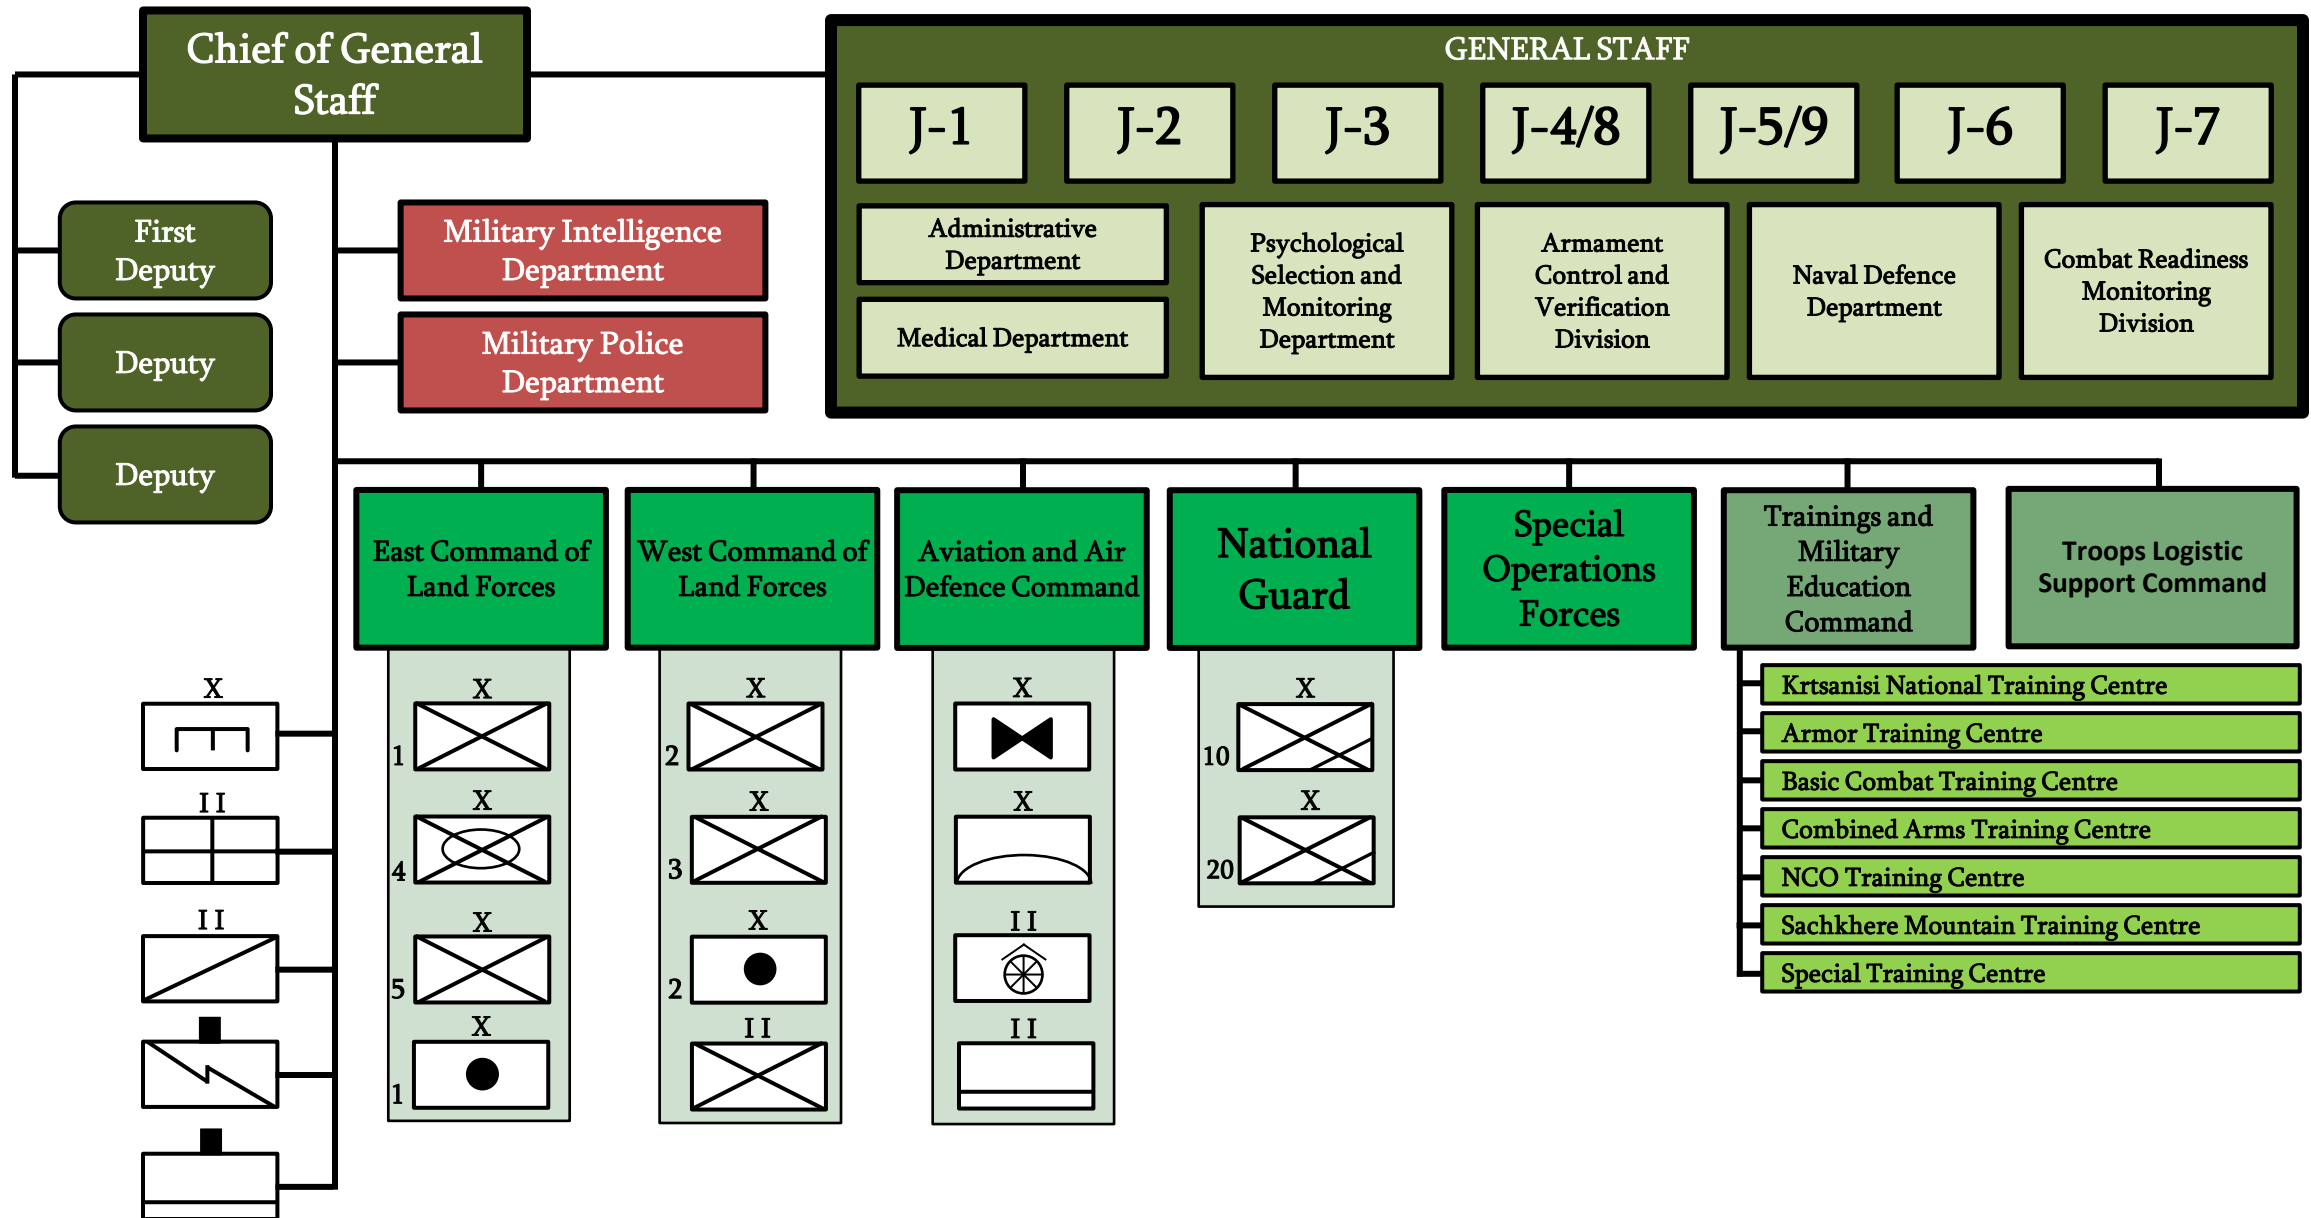 Chief of General
Staff
GENERAL STAFF
J-1
J-2
J-3
J-4/8
J-5/9
J-6
J-7
Administrative
Department
Medical Department
Psychological
Selection and
Monitoring
Department
Armament
Control and
Verification
Division
Naval Defence
Department
Combat Readiness
Monitoring
Division
First
Deputy
Deputy
Deputy
Military Intelligence
Department
Military Police
Department
East Command of
Land Forces
West Command of
Land Forces
Aviation and Air
Defence Command
National
Guard
Special
Operations
Forces
Trainings and
Military
Education
Command
Troops Logistic
Support Command
X
I I
I I
X
1
X
4
X
5
X
1
X
2
X
3
X
2
I I
X
X
I I
I I
X
10
X
20
Krtsanisi National Training Centre
Armor Training Centre
Basic Combat Training Centre
Combined Arms Training Centre
NCO Training Centre
Sachkhere Mountain Training Centre
Special Training Centre